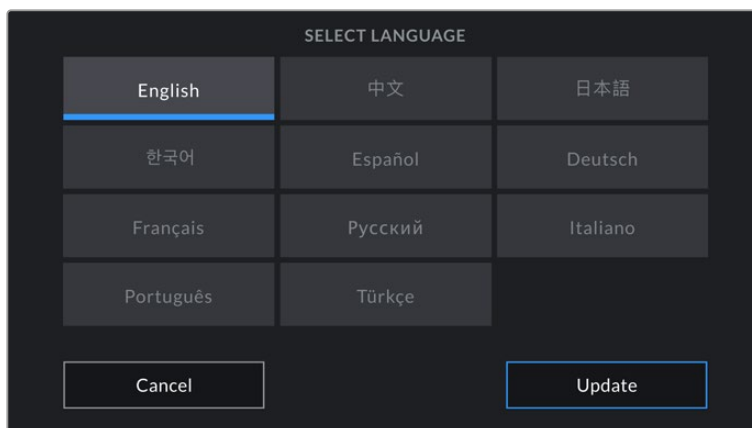 SELECT LANGUAGE
English 中文 日本語
한국어 Español Deutsch
Français Русский Italiano
Português Türkçe
Cancel Update